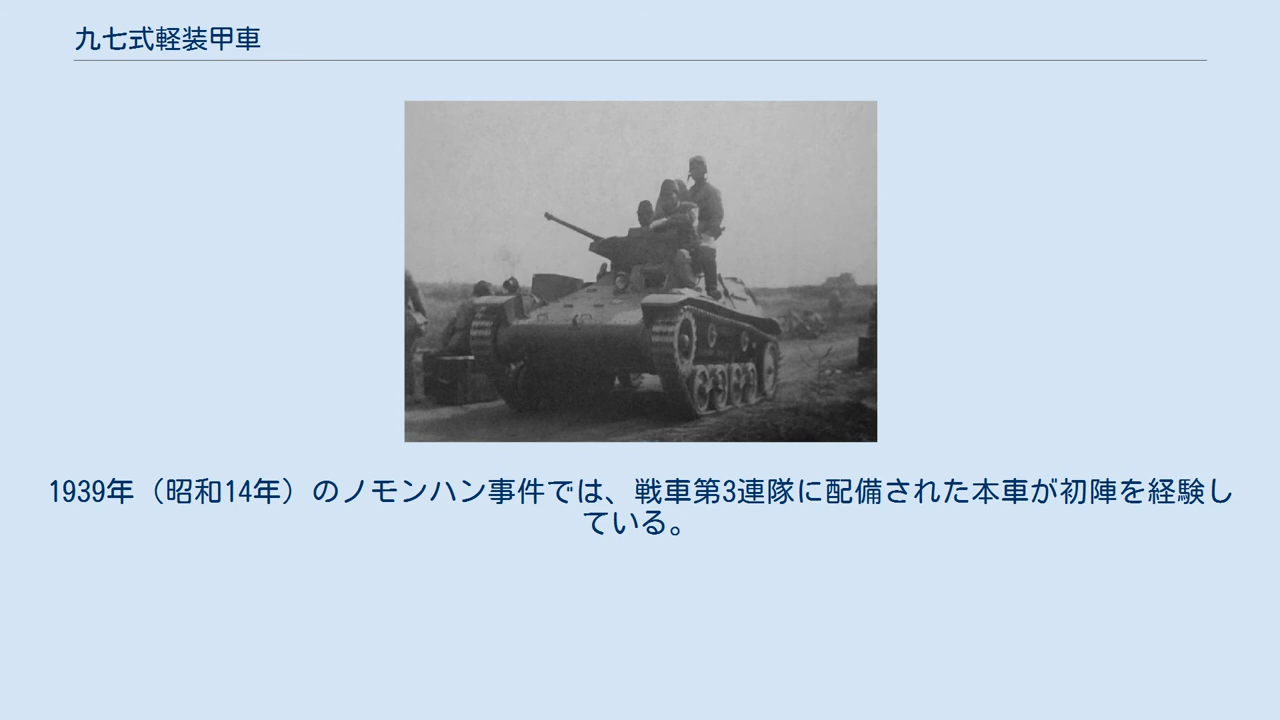 九七式軽装甲車
1939年（昭和14年）のノモンハン事件では、戦車第3連隊に配備された本車が初陣を経験し
ている。